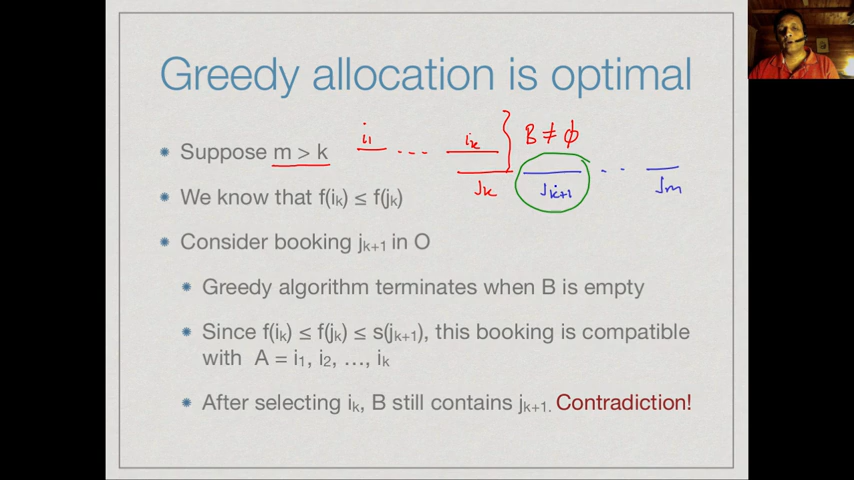 Greedy allocation is optimal
i1 ... ik } B ≠ ϕ
Suppose m > k
jk jk+1 ... jm
We know that f(ik) ≤ f(jk)
Consider booking jk+1 in O
Greedy algorithm terminates when B is empty
Since f(ik) ≤ f(jk) ≤ s(jk+1), this booking is compatible
with A = i1, i2, …, ik
After selecting ik, B still contains jk+1. Contradiction!